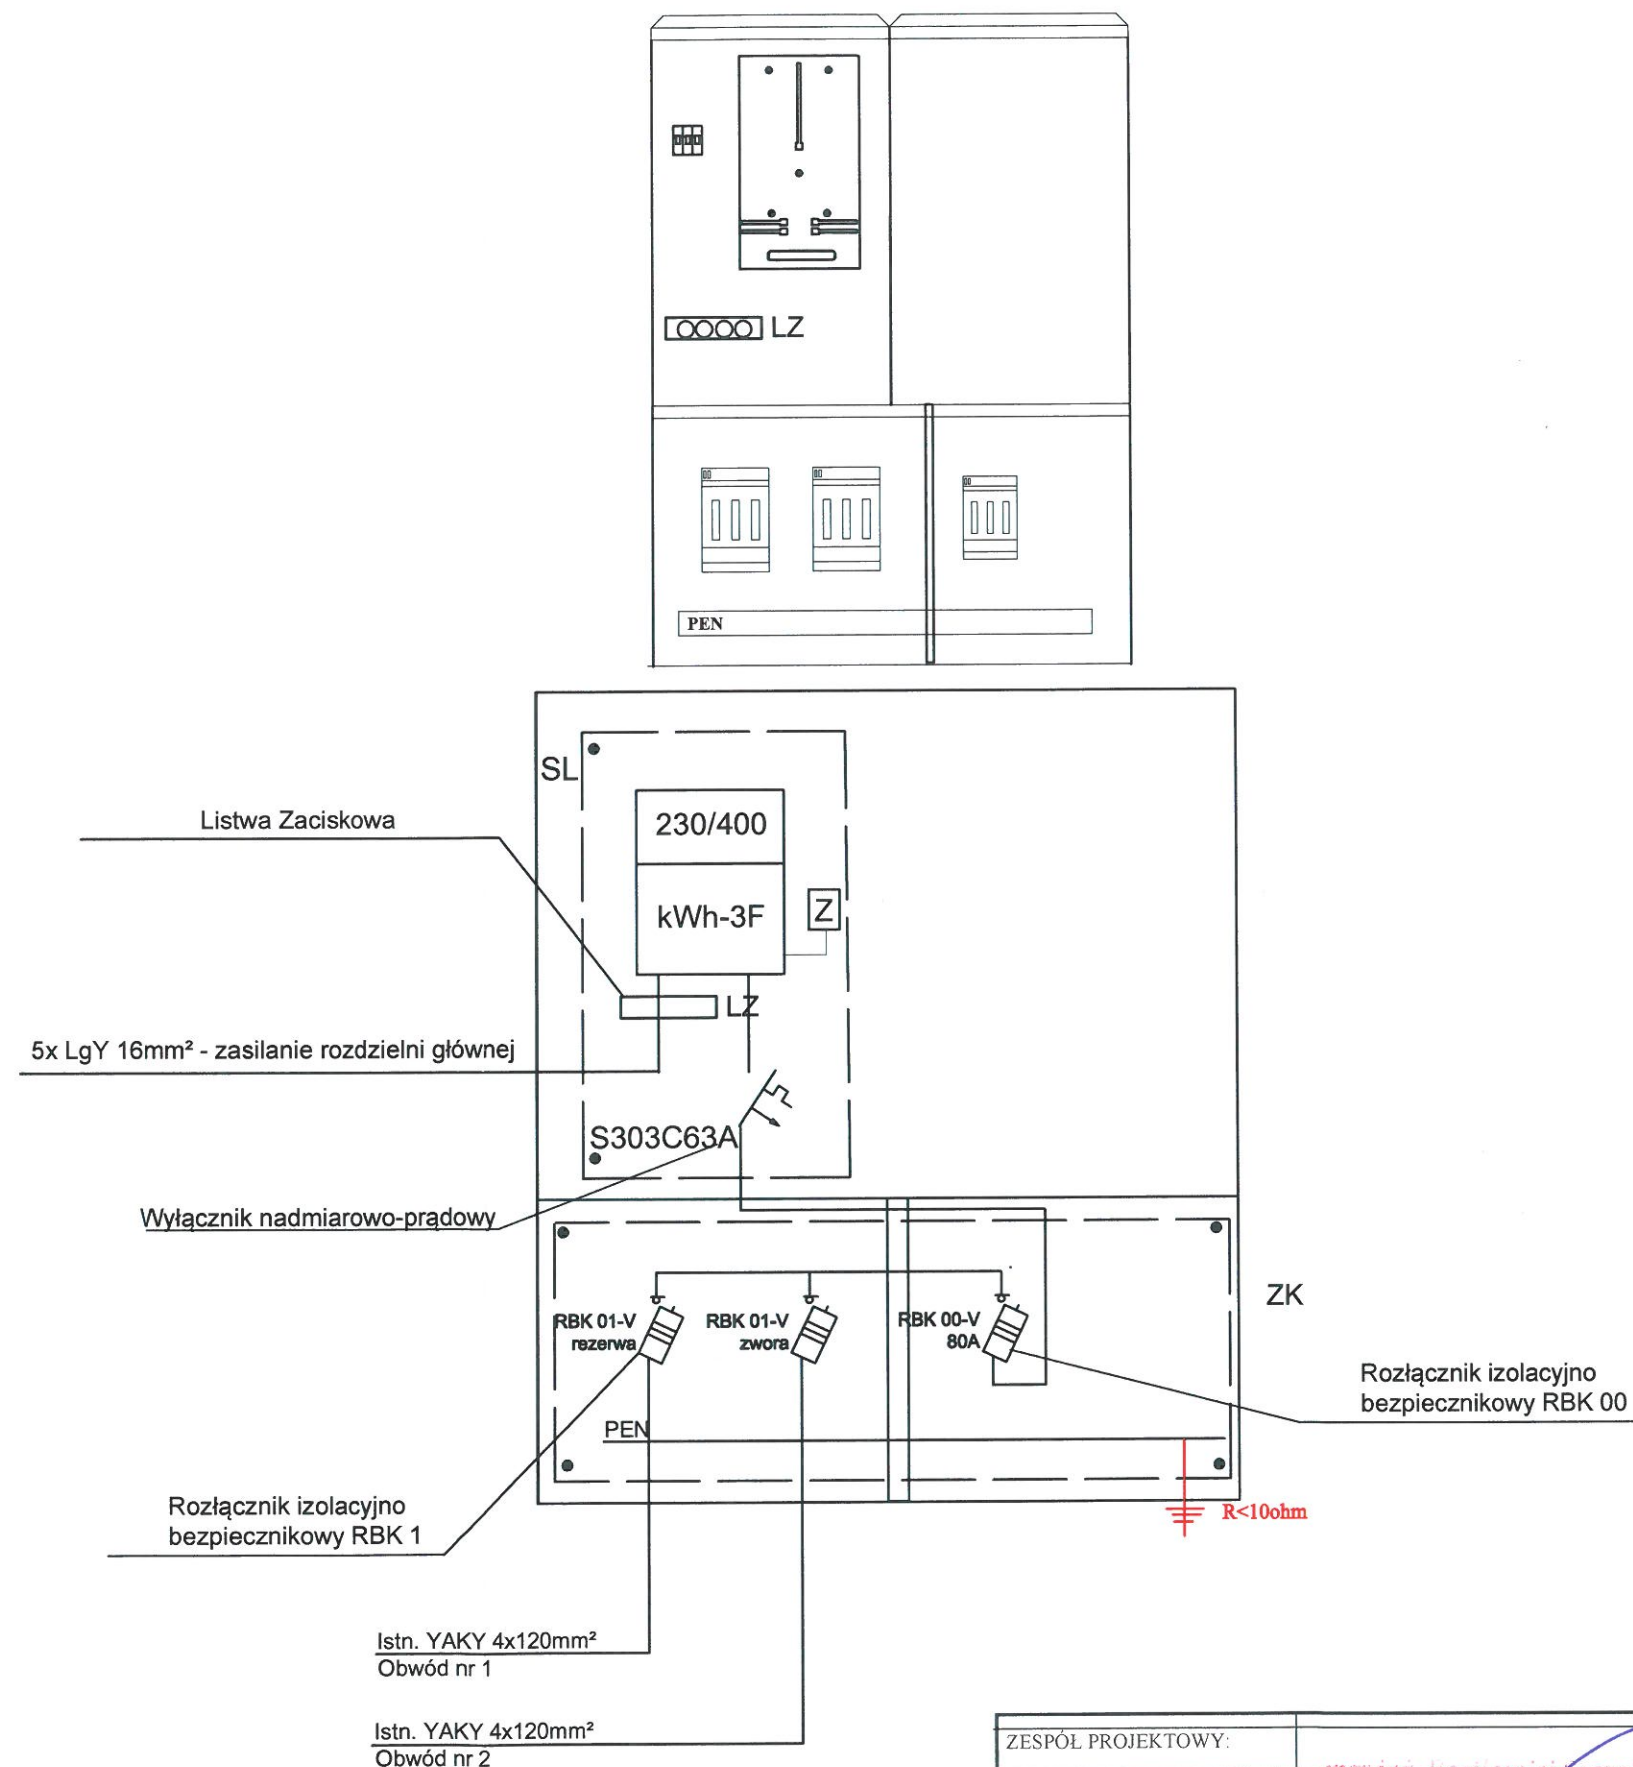 LZ
PEN
SL
230/400
Listwa Zaciskowa
kWh-3F
Z
LZ
5x LgY 16mm² - zasilanie rozdzielni głównej
S303C63A
Wyłącznik nadmiarowo-prądowy
ZK
RBK 01-V
rezerwa
RBK 01-V
zwora
RBK 00-V
80A
Rozłącznik izolacyjno
bezpiecznikowy RBK 00
PEN
Rozłącznik izolacyjno
bezpiecznikowy RBK 1
R<10ohm
Istn. YAKY 4x120mm²
Obwód nr 1
Istn. YAKY 4x120mm²
Obwód nr 2
ZESPÓŁ PROJEKTOWY: